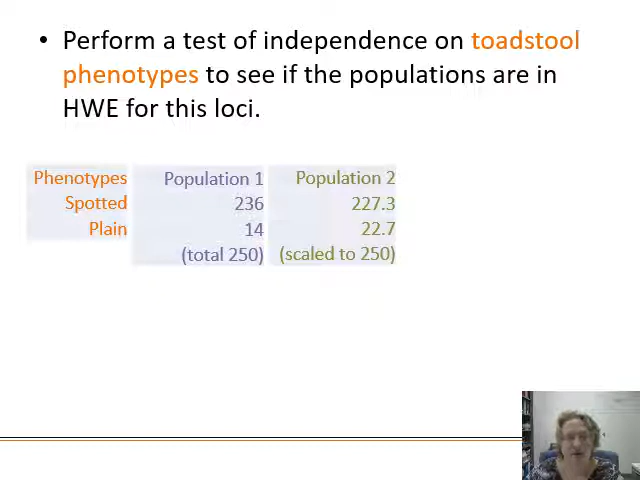 • Perform a test of independence on toadstool
phenotypes to see if the populations are in
HWE for this loci.
Phenotypes Population 1 Population 2
Spotted 236 227.3
Plain 14 22.7
(total 250) (scaled to 250)